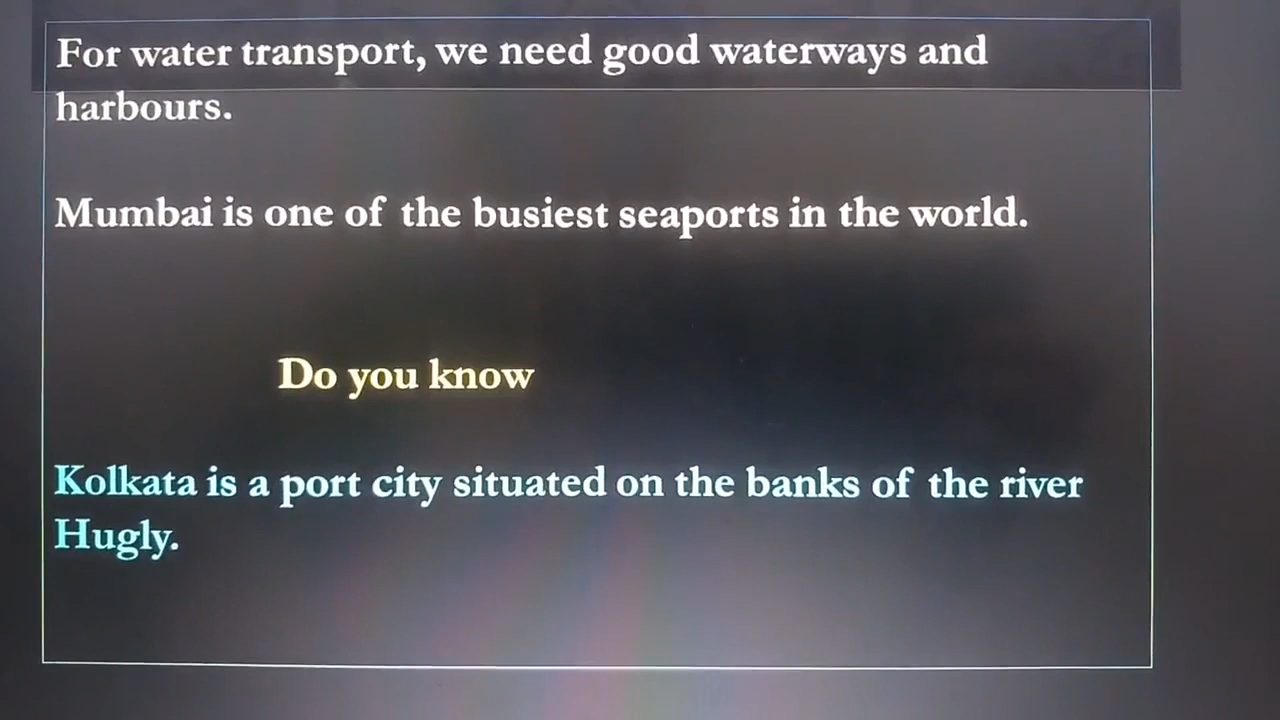 For water transport, we need good waterways and
harbours.
Mumbai is one of the busiest seaports in the world.
Do you know
Kolkata is a port city situated on the banks of the river
Hugly.